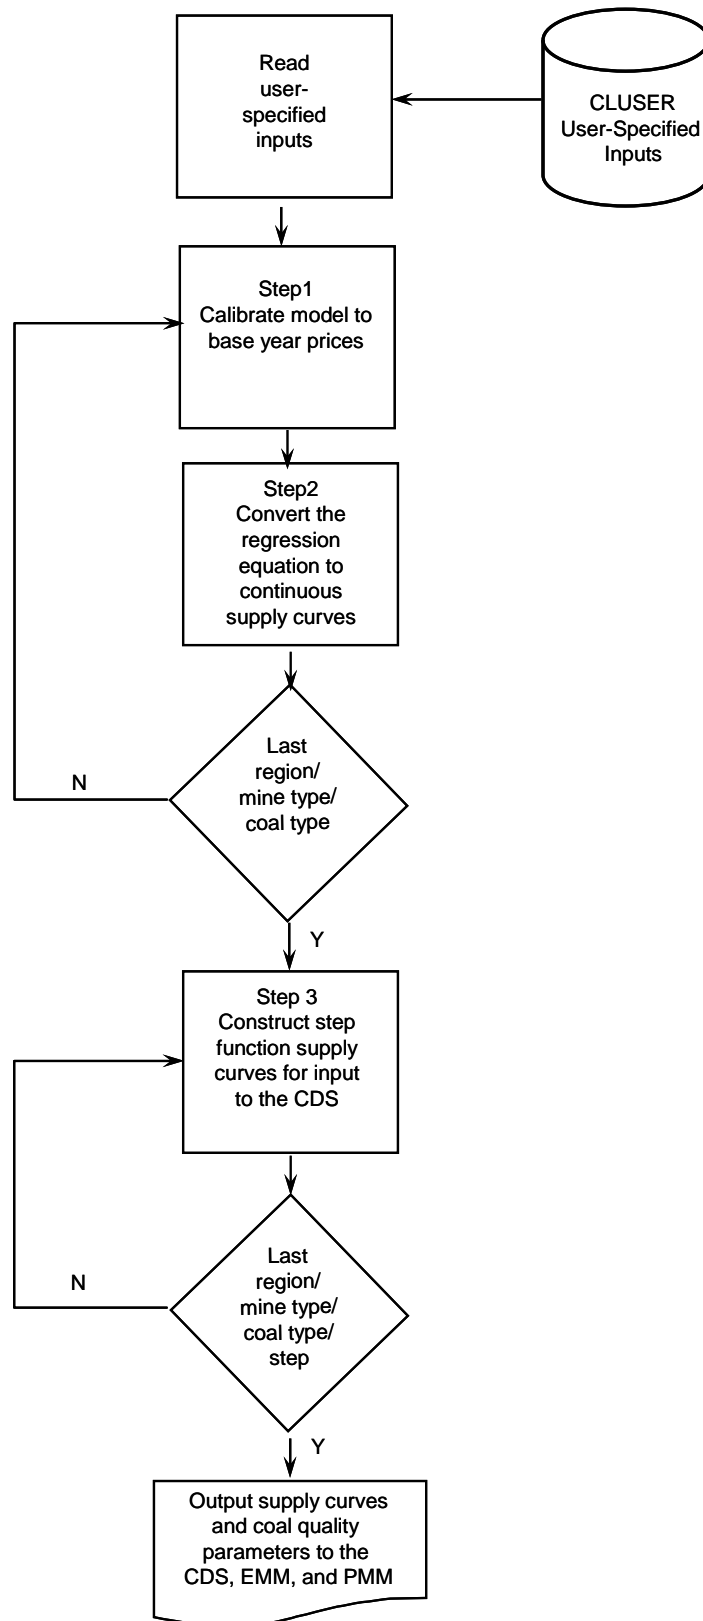 Read
user-
specified
inputs
CLUSER
User-Specified
Inputs
Step1
Calibrate model to
base year prices
Step2
Convert the
regression
equation to
continuous
supply curves
Last
region/
mine type/
coal type
N
Y
Step 3
Construct step
function supply
curves for input
to the CDS
Last
region/
mine type/
coal type/
step
N
Y
Output supply curves
and coal quality
parameters to the
CDS, EMM, and PMM